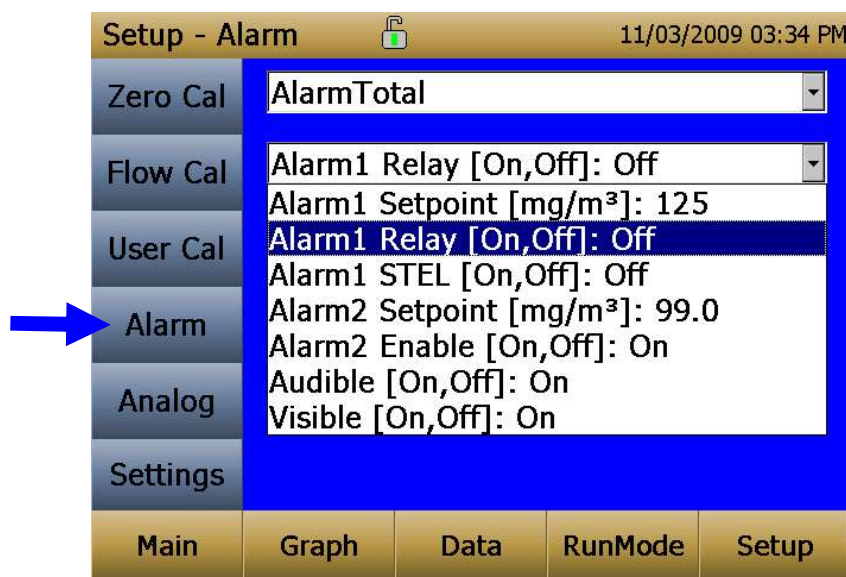 Setup - Alarm 11/03/2009 03:34 PM
Zero Cal
Flow Cal
User Cal
Alarm
Analog
Settings
AlarmTotal
Alarm1 Relay [On,Off]: Off
Alarm1 Setpoint [mg/m³]: 125
Alarm1 Relay [On,Off]: Off
Alarm1 STEL [On,Off]: Off
Alarm2 Setpoint [mg/m³]: 99.0
Alarm2 Enable [On,Off]: On
Audible [On,Off]: On
Visible [On,Off]: On
Main Graph Data RunMode Setup